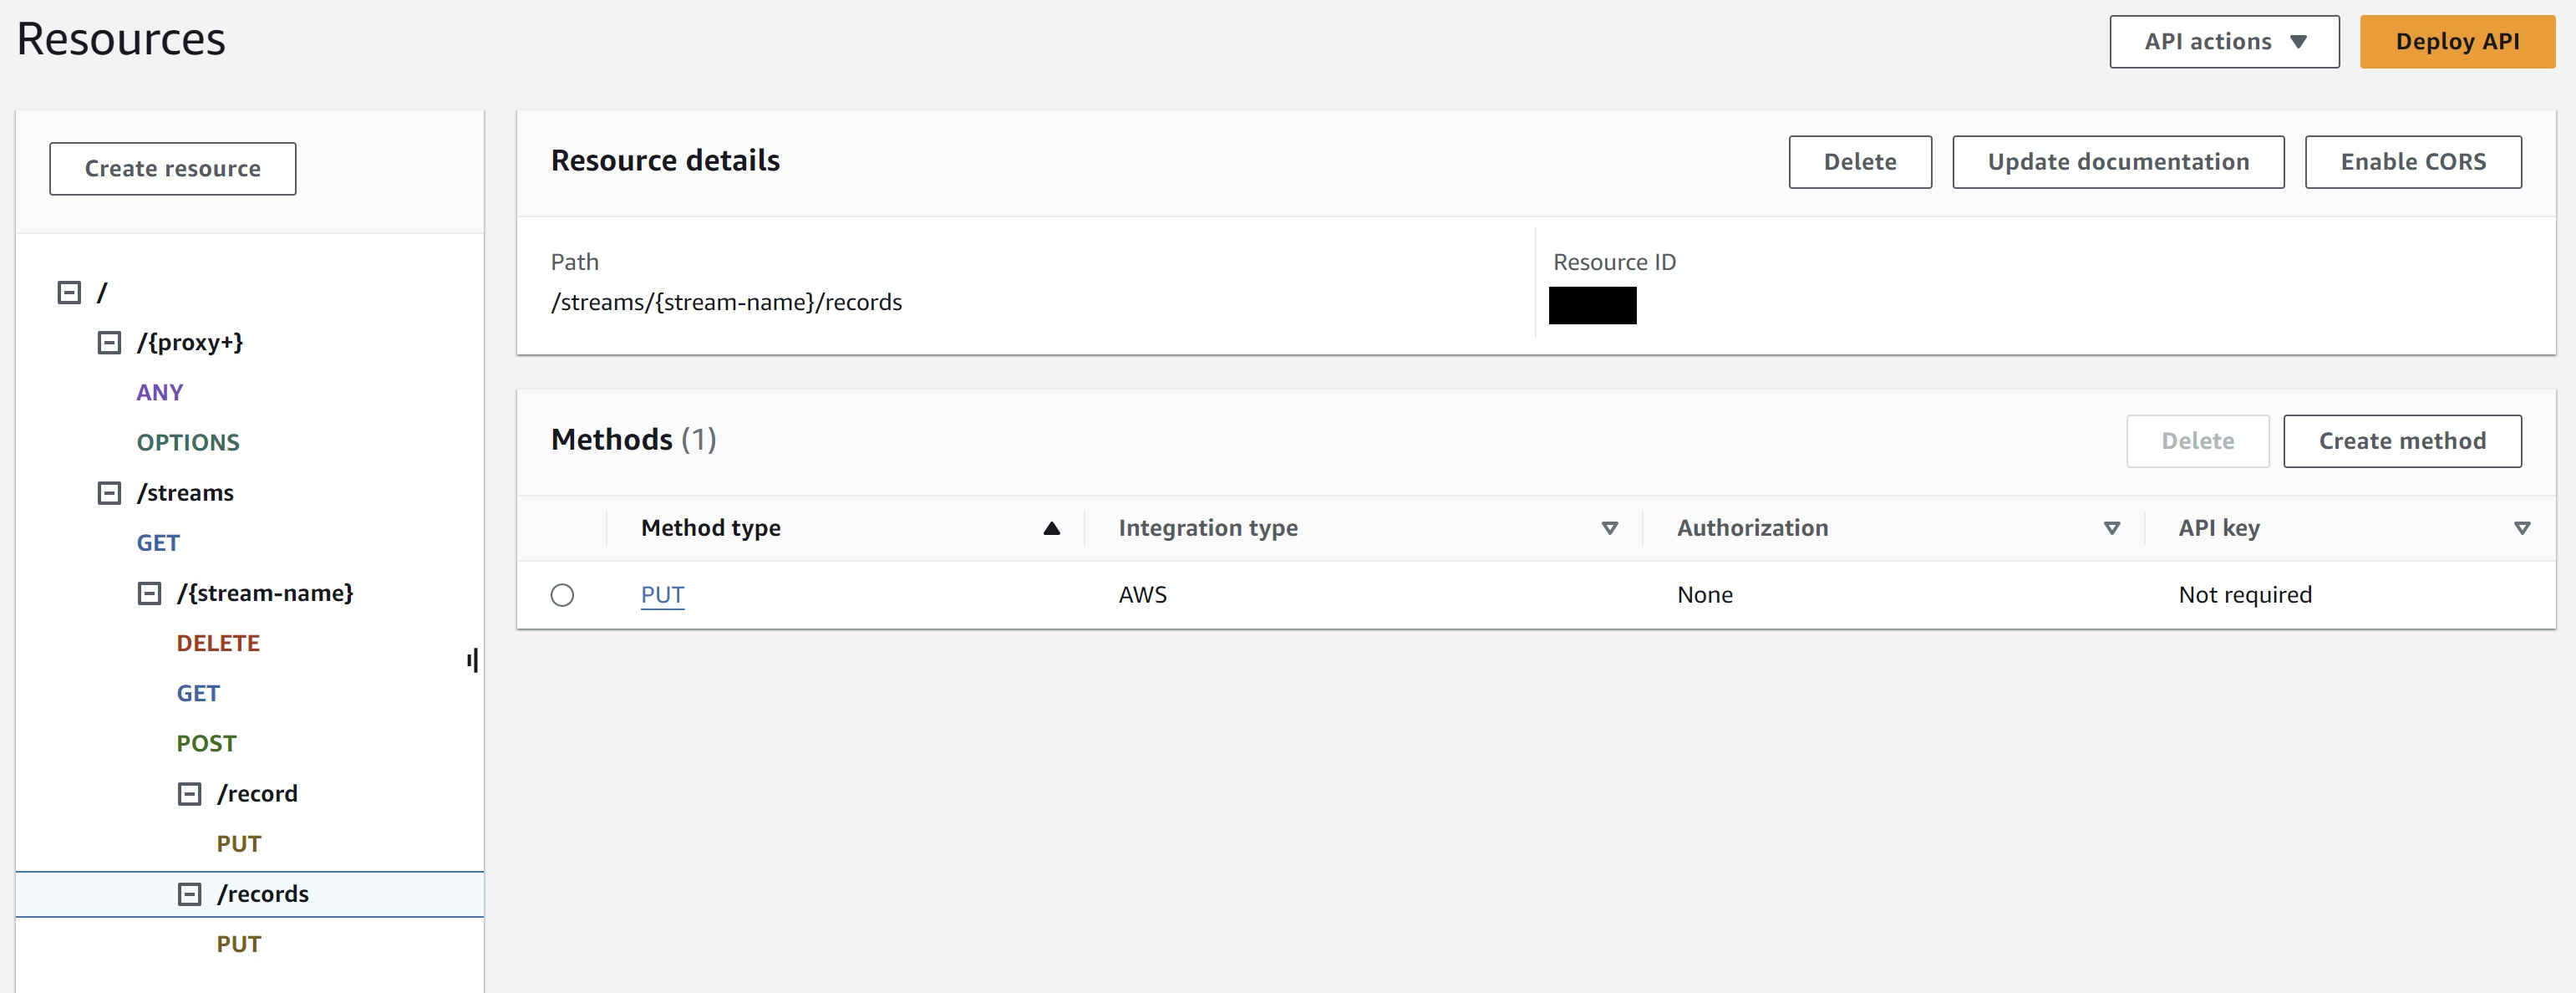 Resources
API actions
Deploy API
Create resource
/
/{proxy+}
ANY
OPTIONS
/streams
GET
/{stream-name}
DELETE
GET
POST
/record
PUT
/records
PUT
Resource details
Delete
Update documentation
Enable CORS
Path
/streams/{stream-name}/records
Resource ID
Methods (1)
Delete
Create method
Method type Integration type Authorization API key
PUT AWS None Not required